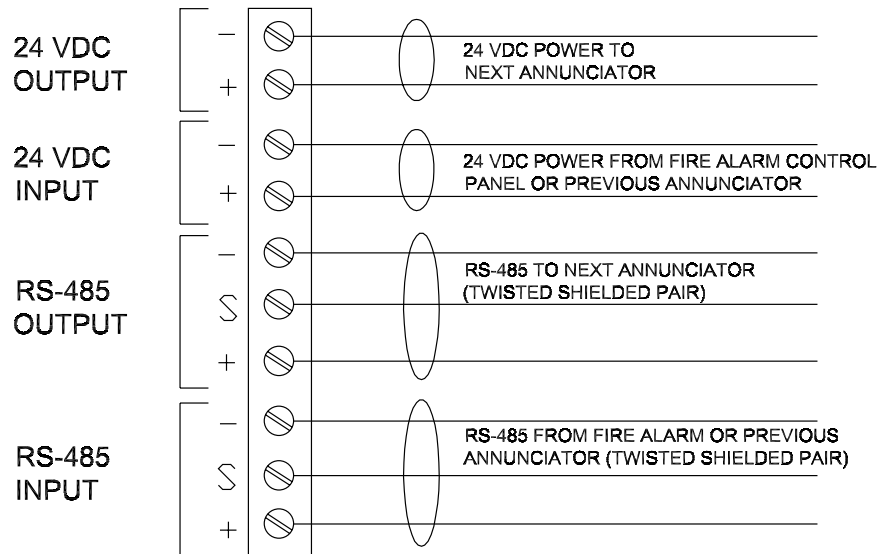 24 VDC
OUTPUT
-
+
24 VDC POWER TO
NEXT ANNUNCIATOR
24 VDC
INPUT
-
+
24 VDC POWER FROM FIRE ALARM CONTROL
PANEL OR PREVIOUS ANNUNCIATOR
RS-485
OUTPUT
-
S
+
RS-485 TO NEXT ANNUNCIATOR
(TWISTED SHIELDED PAIR)
RS-485
INPUT
-
S
+
RS-485 FROM FIRE ALARM OR PREVIOUS
ANNUNCIATOR (TWISTED SHIELDED PAIR)